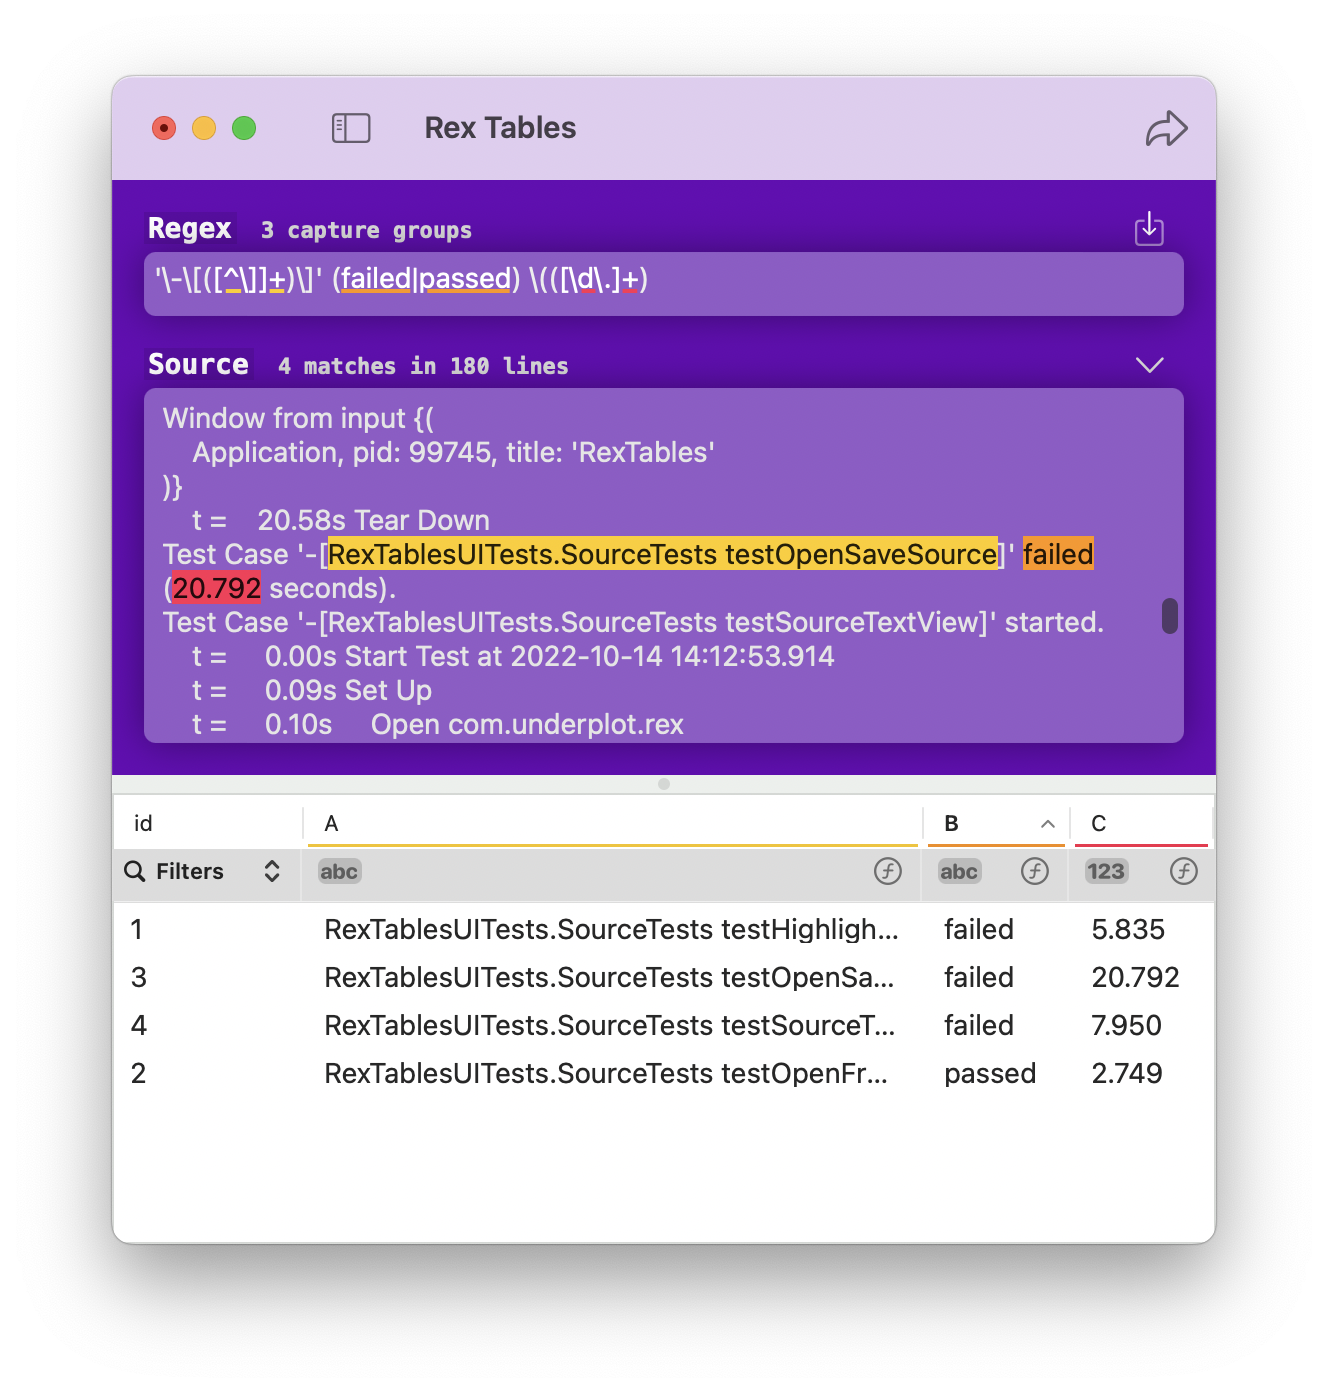 Rex Tables
Regex 3 capture groups
'\-\[([^\]]+)\]' (failed|passed) \(([\d\.]+)
Source 4 matches in 180 lines
Window from input {(
Application, pid: 99745, title: 'RexTables'
)}
t = 20.58s Tear Down
Test Case '-[RexTablesUITests.SourceTests testOpenSaveSource]' failed
(20.792 seconds).
Test Case '-[RexTablesUITests.SourceTests testSourceTextView]' started.
t = 0.00s Start Test at 2022-10-14 14:12:53.914
t = 0.09s Set Up
t = 0.10s Open com.underplot.rex
id A B C
Filters abc abc 123
1 RexTablesUITests.SourceTests testHighligh... failed 5.835
3 RexTablesUITests.SourceTests testOpenSa... failed 20.792
4 RexTablesUITests.SourceTests testSourceT... failed 7.950
2 RexTablesUITests.SourceTests testOpenFr... passed 2.749